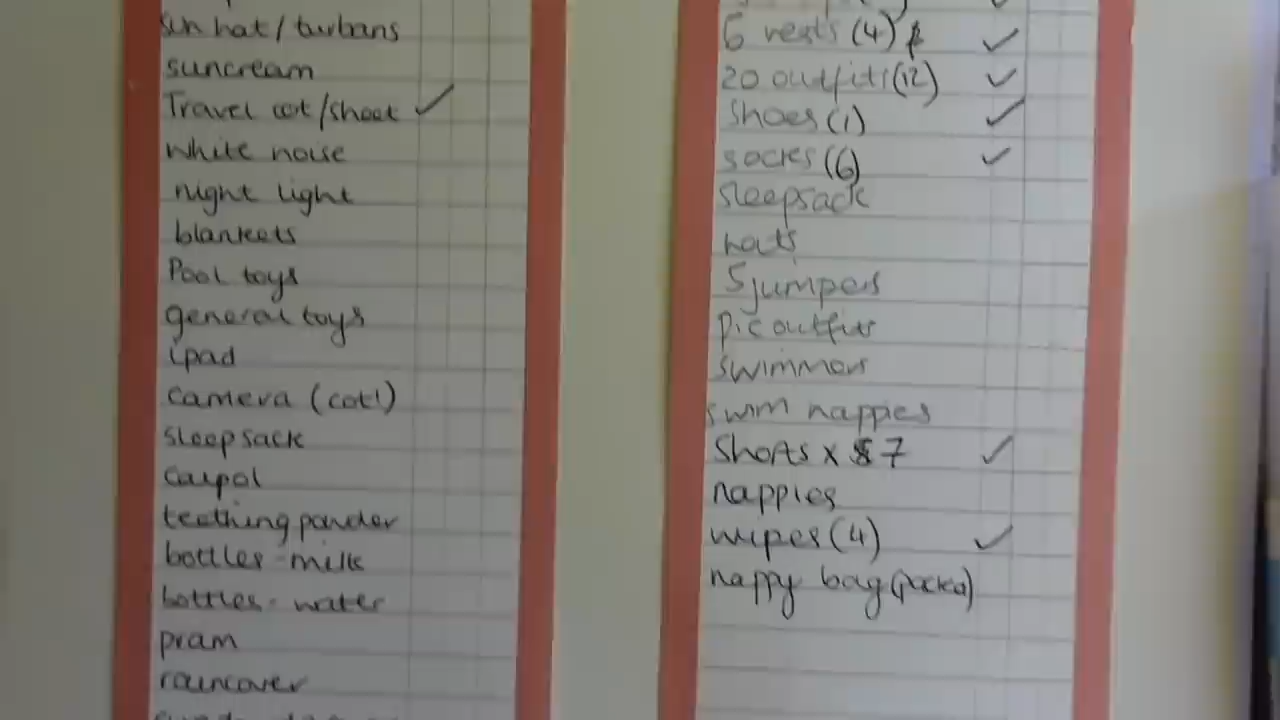 sun hat / turbans
suncream
Travel cot / sheet ✓
white noise
night light
blankets
Pool toys
general toys
ipad
camera (cot!)
sleepsack
calpol
teething powder
bottles - milk
bottles - water
pram
raincover
6 vests (4) ✓
20 outfits (12) ✓
Shoes (1) ✓
socks (6) ✓
sleepsack
hats
5 jumpers
pic outfits
swimmers
swim nappies
Shorts x 7 ✓
nappies
wipes (4) ✓
nappy bag (packed)